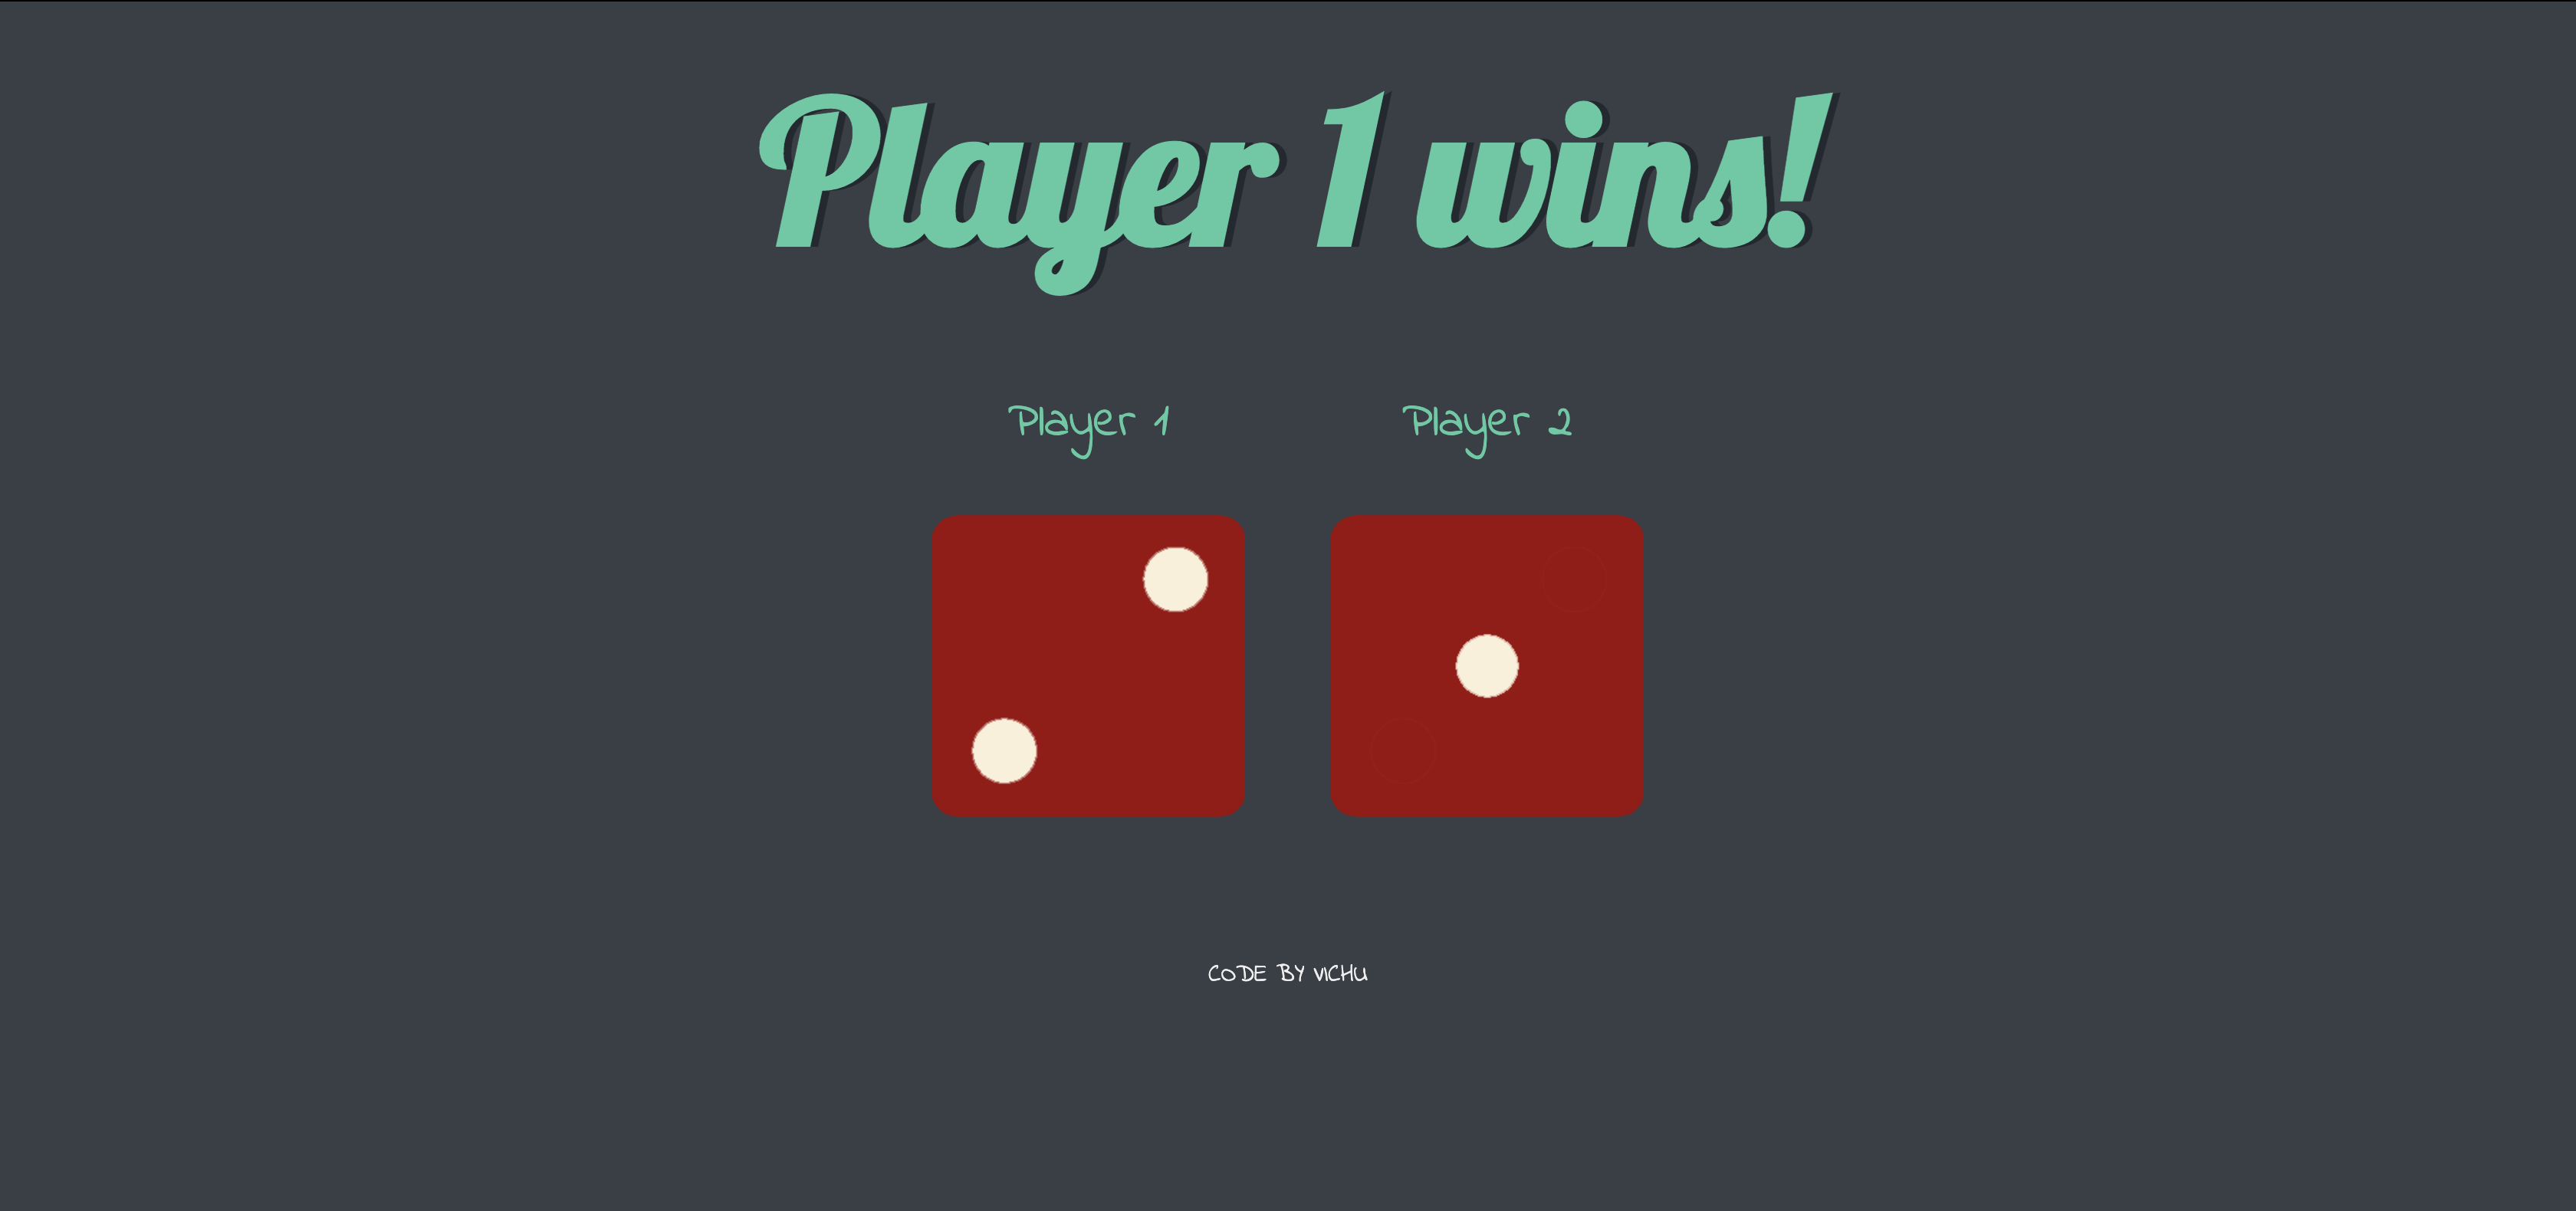 Player 1 wins!
Player 1
Player 2
CODE BY VICHU